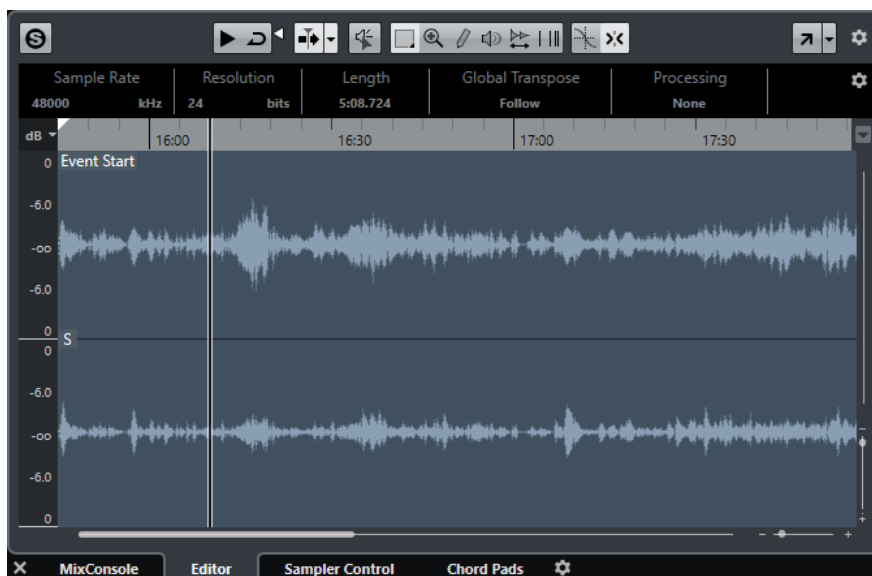 Sample Rate Resolution Length Global Transpose Processing
48000 kHz 24 bits 5:08.724 Follow None
dB 16:00 16:30 17:00 17:30
0 Event Start
-6.0
-oo
-6.0
0
S
0
-6.0
-oo
-6.0
0
MixConsole Editor Sampler Control Chord Pads